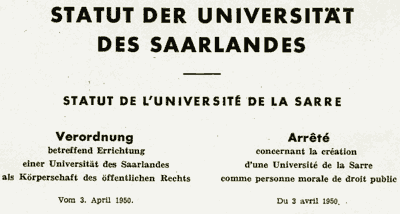 STATUT DER UNIVERSITÄT
DES SAARLANDES
STATUT DE L'UNIVERSITÉ DE LA SARRE
Verordnung
betreffend Errichtung
einer Universität des Saarlandes
als Körperschaft des öffentlichen Rechts
Vom 3. April 1950.
Arrêté
concernant la création
d'une Université de la Sarre
comme personne morale de droit public
Du 3 avril 1950.